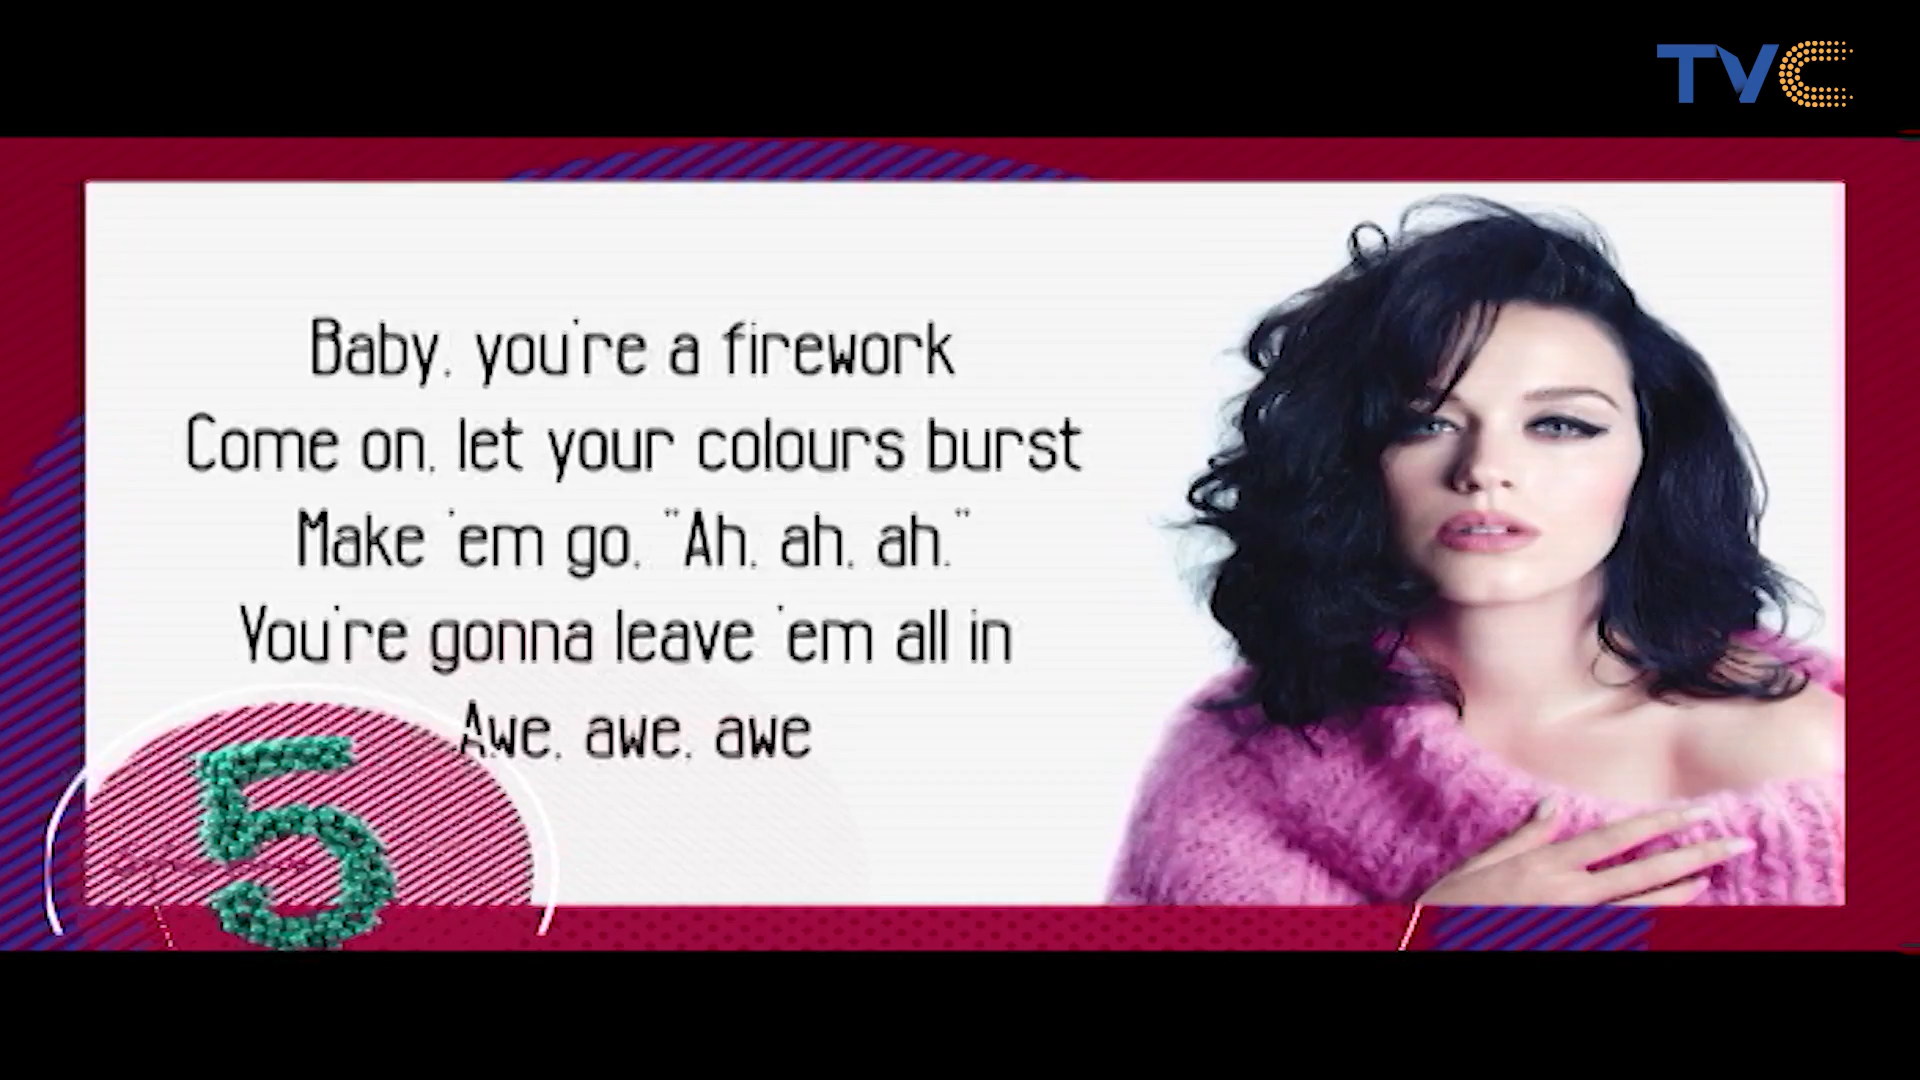 TVC
Baby, you're a firework
Come on, let your colours burst
Make 'em go, "Ah, ah, ah."
You're gonna leave 'em all in
Awe, awe, awe
5